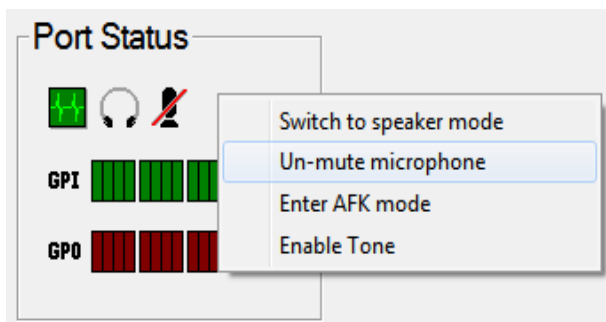 Port Status
Switch to speaker mode
Un-mute microphone
GPI
Enter AFK mode
GPO
Enable Tone